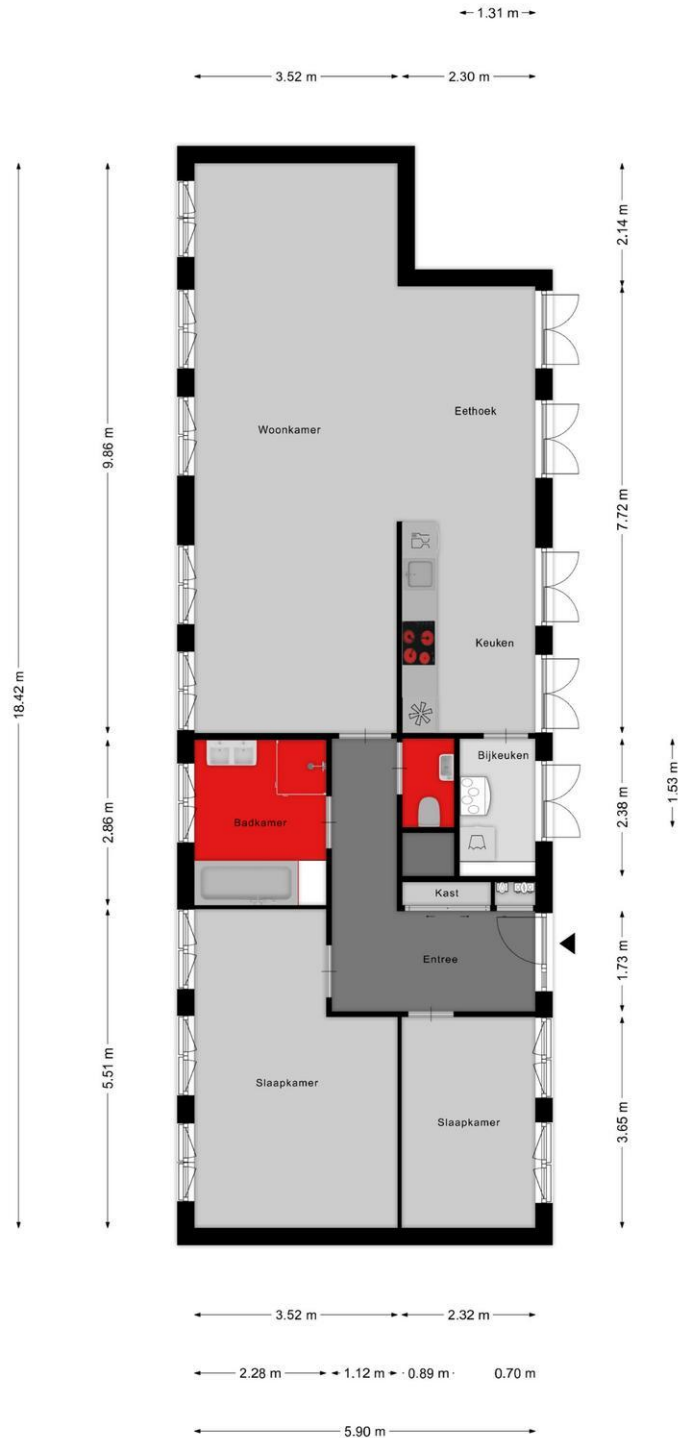 1.31 m
3.52 m
2.30 m
2.14 m
Eethoek
Woonkamer
9.86 m
7.72 m
Keuken
18.42 m
Bijkeuken
2.38 m
1.53 m
Badkamer
2.86 m
Kast
Entree
1.73 m
5.51 m
Slaapkamer
Slaapkamer
3.65 m
3.52 m
2.32 m
2.28 m
1.12 m
0.89 m
0.70 m
5.90 m